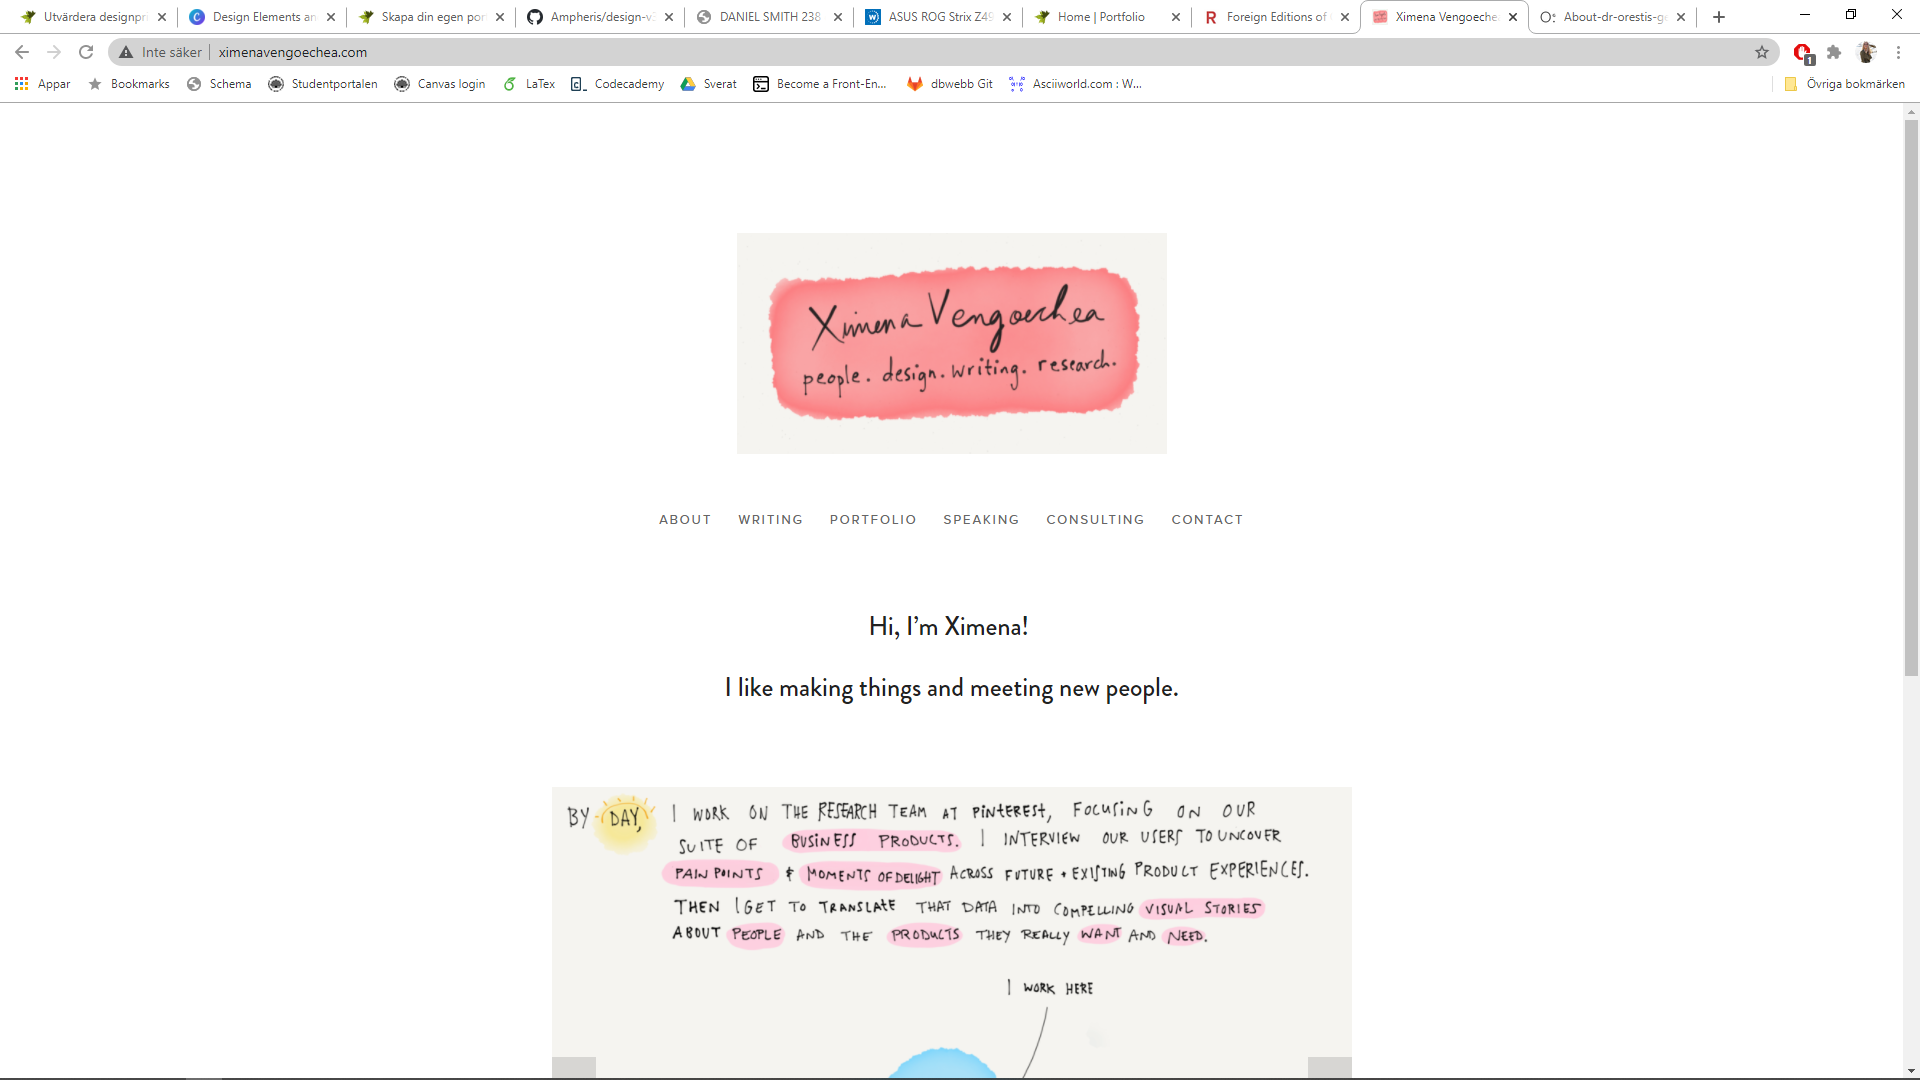 Utvärdera designpr
Design Elements an
Skapa din egen por
Ampheris/design-v
DANIEL SMITH 238
ASUS ROG Strix Z49
Home | Portfolio
Foreign Editions of
Ximena Vengoeche
About-dr-orestis-ge
Inte säker
ximenavengoechea.com
1
Appar
Bookmarks
Schema
Studentportalen
Canvas login
LaTex
Codecademy
Sverat
Become a Front-En...
dbwebb Git
Asciiworld.com : W...
Övriga bokmärken
Ximena Vengoechea
people. design. writing. research.
ABOUT WRITING PORTFOLIO SPEAKING CONSULTING CONTACT
Hi, I'm Ximena!
I like making things and meeting new people.
BY DAY, I WORK ON THE RESEARCH TEAM AT PINTEREST, FOCUSING ON OUR
SUITE OF BUSINESS PRODUCTS. I INTERVIEW OUR USERS TO UNCOVER
PAIN POINTS & MOMENTS OF DELIGHT ACROSS FUTURE + EXISTING PRODUCT EXPERIENCES.
THEN I GET TO TRANSLATE THAT DATA INTO COMPELLING VISUAL STORIES
ABOUT PEOPLE AND THE PRODUCTS THEY REALLY WANT AND NEED.
I WORK HERE